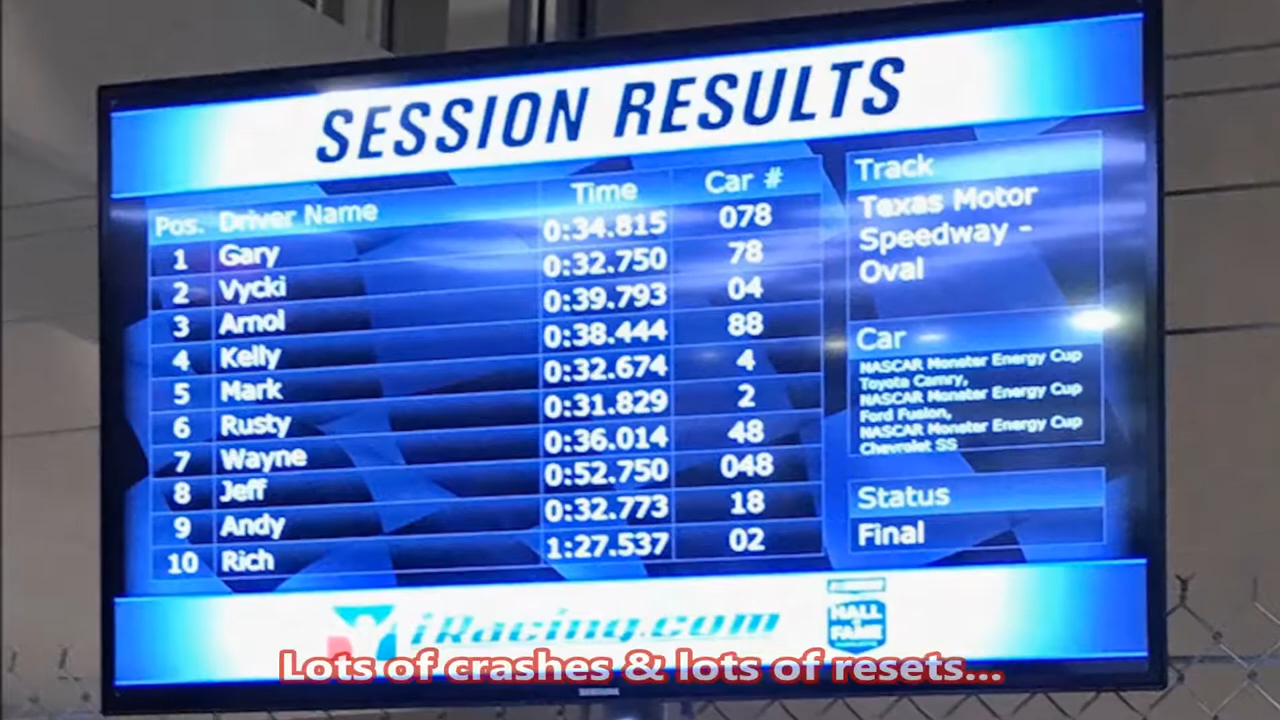 SESSION RESULTS
Pos. Driver Name Time Car #
1 Gary 0:34.815 078
2 Vycki 0:32.750 78
3 Arnol 0:39.793 04
4 Kelly 0:38.444 88
5 Mark 0:32.674 4
6 Rusty 0:31.829 2
7 Wayne 0:36.014 48
8 Jeff 0:52.750 048
9 Andy 0:32.773 18
10 Rich 1:27.537 02
Track
Texas Motor
Speedway -
Oval
Car
NASCAR Monster Energy Cup
Toyota Camry,
NASCAR Monster Energy Cup
Ford Fusion,
NASCAR Monster Energy Cup
Chevrolet SS
Status
Final
iRacing.com
HALL
FAME
Lots of crashes & lots of resets...
SAMSUNG